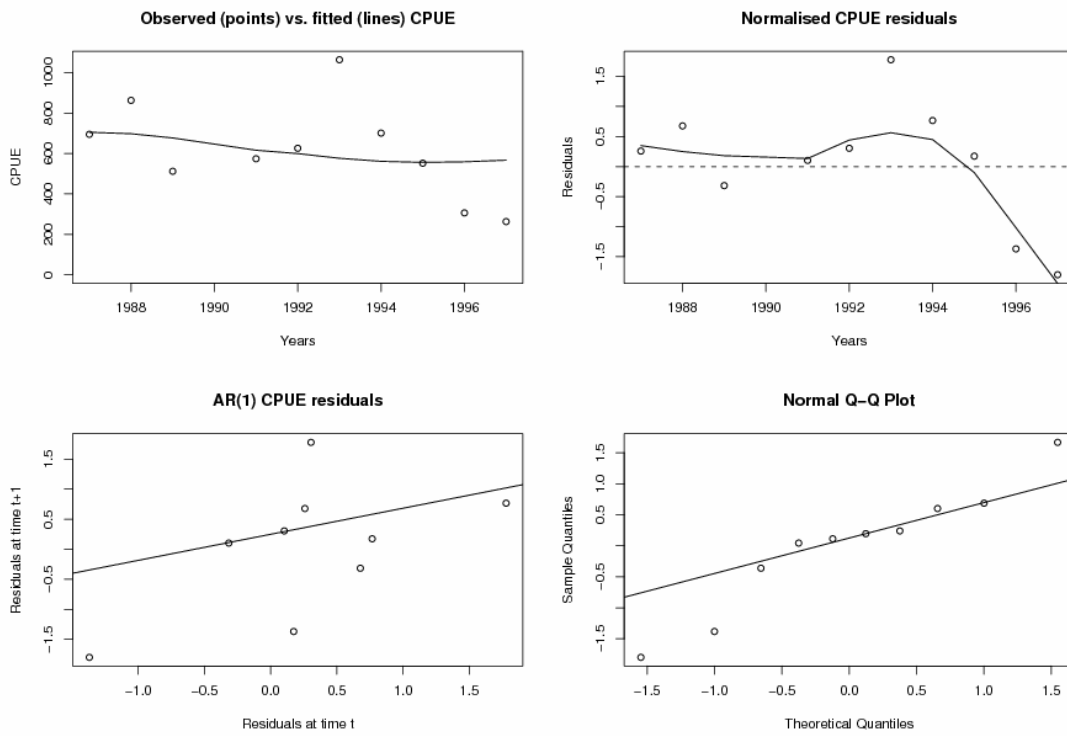 Observed (points) vs. fitted (lines) CPUE
CPUE
0 200 400 600 800 1000
1988 1990 1992 1994 1996
Years
Normalised CPUE residuals
Residuals
−1.5 −0.5 0.5 1.5
1988 1990 1992 1994 1996
Years
AR(1) CPUE residuals
Residuals at time t+1
−1.5 −0.5 0.5 1.5
−1.0 −0.5 0.0 0.5 1.0 1.5
Residuals at time t
Normal Q−Q Plot
Sample Quantiles
−1.5 −0.5 0.5 1.0 1.5
−1.5 −1.0 −0.5 0.0 0.5 1.0 1.5
Theoretical Quantiles